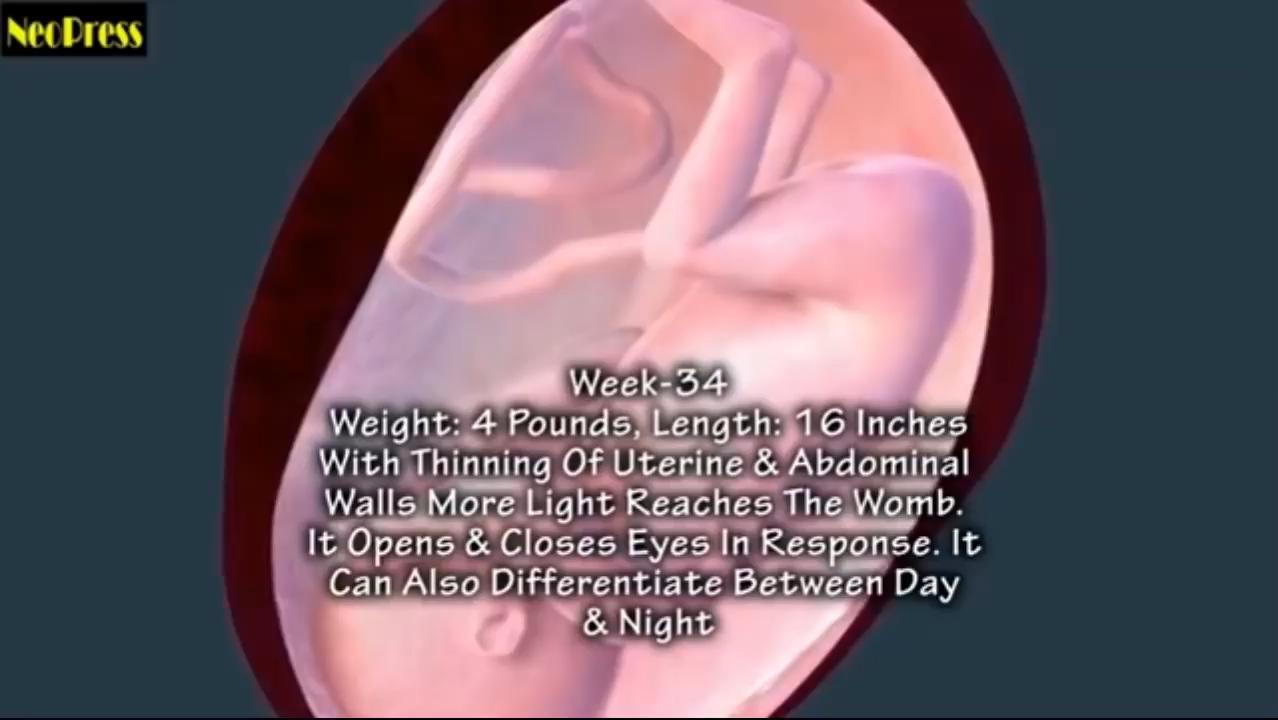 NeoPress
Week-34
Weight: 4 Pounds, Length: 16 Inches
With Thinning Of Uterine & Abdominal
Walls More Light Reaches The Womb.
It Opens & Closes Eyes In Response. It
Can Also Differentiate Between Day
& Night